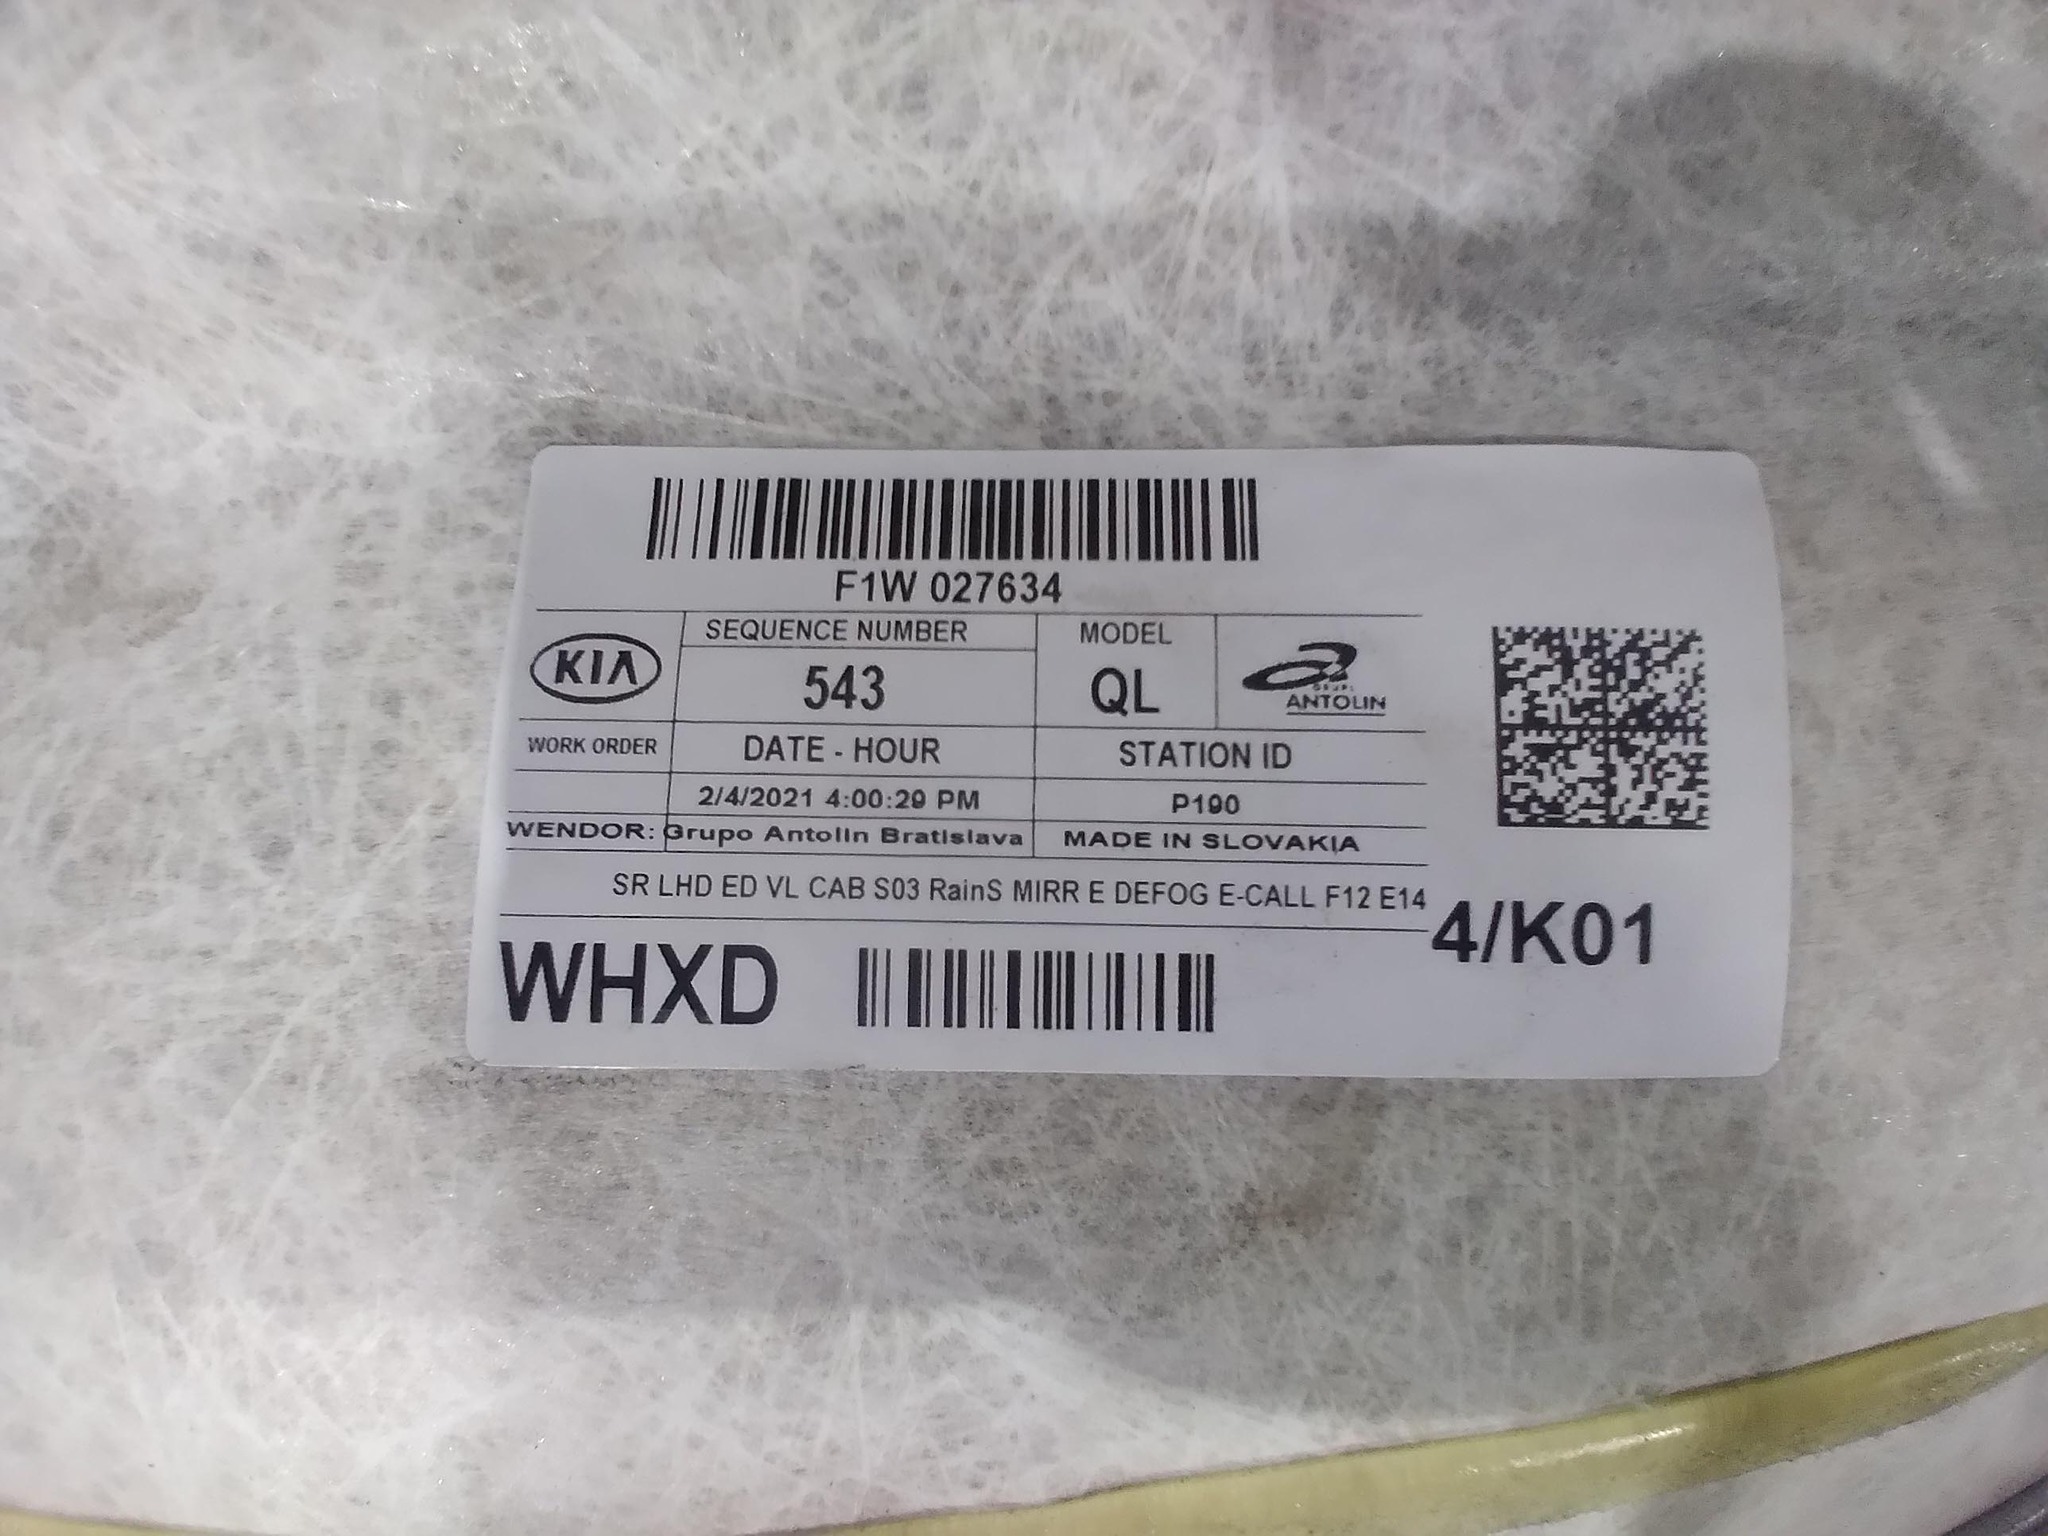 F1W 027634
KIA
SEQUENCE NUMBER
543
MODEL
QL
GRUPO
ANTOLIN
WORK ORDER
DATE - HOUR
STATION ID
2/4/2021 4:00:29 PM
P190
WENDOR: Grupo Antolin Bratislava
MADE IN SLOVAKIA
SR LHD ED VL CAB S03 RainS MIRR E DEFOG E-CALL F12 E14
4/K01
WHXD